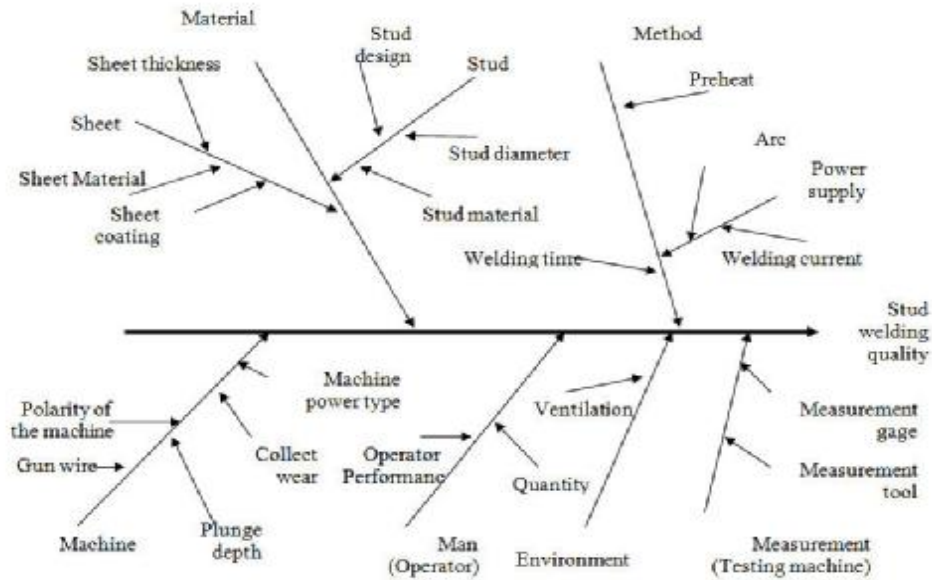 Material
Stud
design
Method
Sheet thickness
Stud
Preheat
Sheet
Stud diameter
Arc
Power
supply
Sheet Material
Sheet
coating
Stud material
Welding time
Welding current
Stud
welding
quality
Machine
power type
Ventilation
Measurement
gage
Polarity of
the machine
Collect
wear
Operator
Performanc
Gun wire
Quantity
Measurement
tool
Plunge
depth
Machine
Man
(Operator)
Environment
Measurement
(Testing machine)